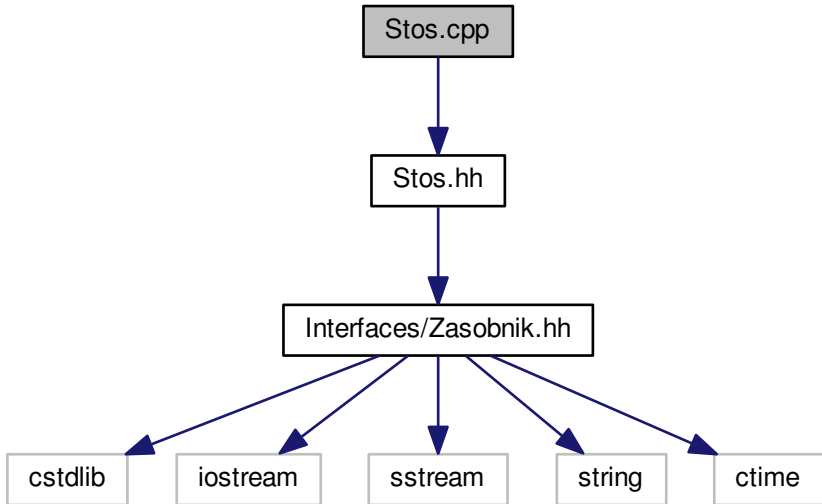 Stos.cpp
Stos.hh
Interfaces/Zasobnik.hh
cstdlib
iostream
sstream
string
ctime